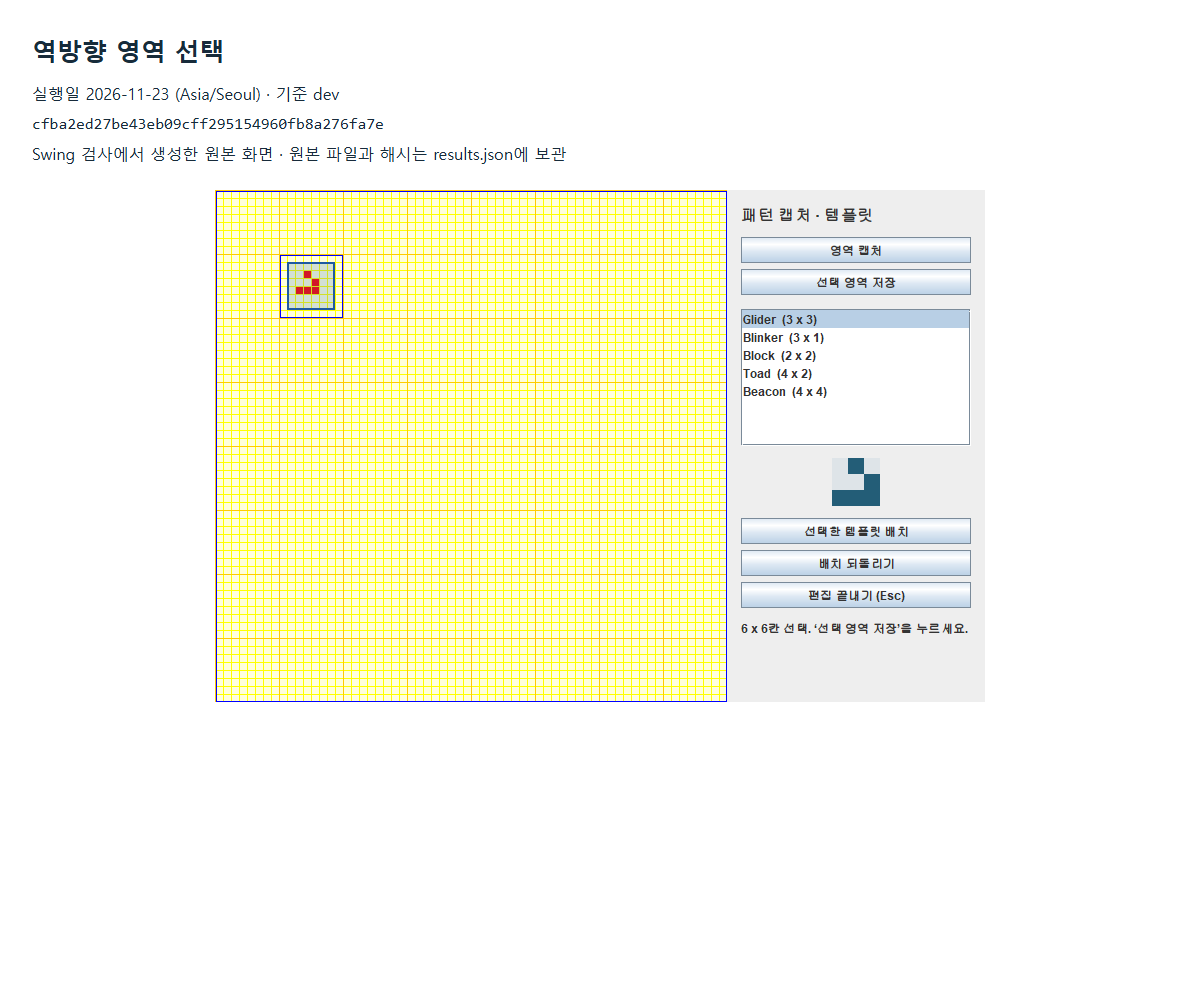 역방향 영역 선택
실행일 2026-11-23 (Asia/Seoul) · 기준 dev
cfba2ed27be43eb09cff295154960fb8a276fa7e
Swing 검사에서 생성한 원본 화면 · 원본 파일과 해시는 results.json에 보관
패턴 캡처 · 템플릿
영역 캡처
선택 영역 저장
Glider (3 x 3)
Blinker (3 x 1)
Block (2 x 2)
Toad (4 x 2)
Beacon (4 x 4)
선택한 템플릿 배치
배치 되돌리기
편집 끝내기 (Esc)
6 x 6칸 선택. ‘선택 영역 저장’을 누르세요.